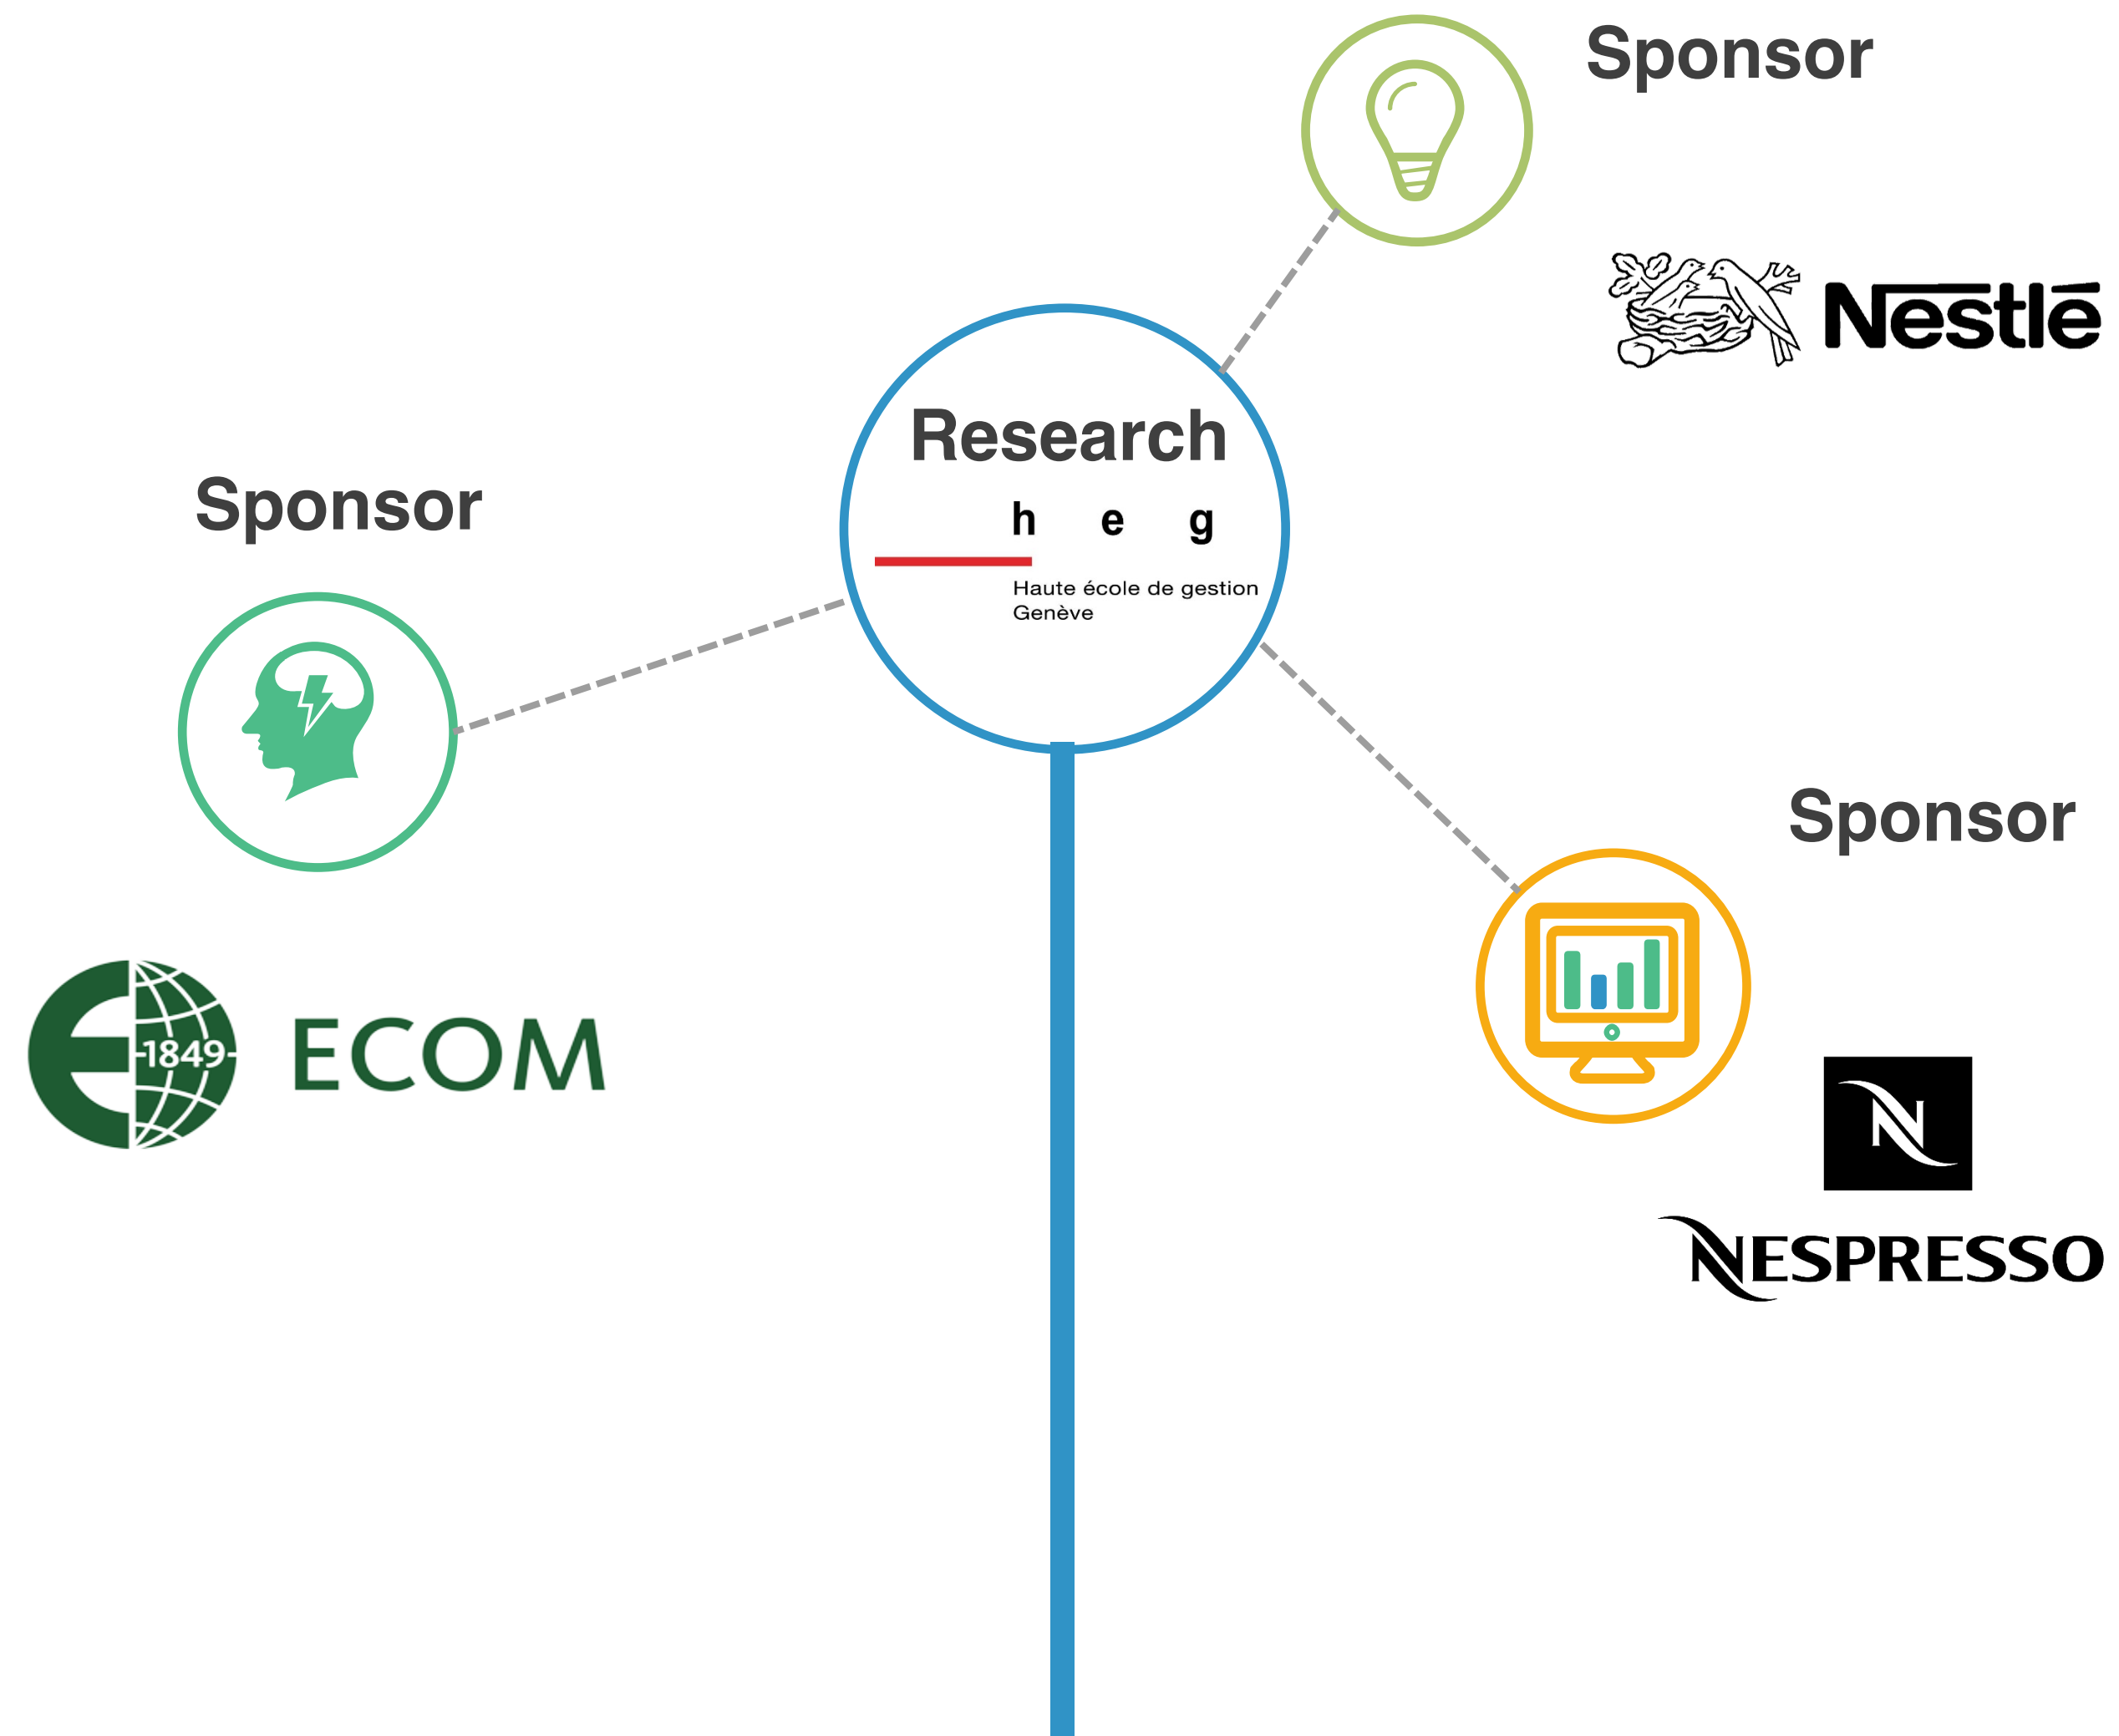 Sponsor
Nestlé
Research
h e g
Haute école de gestion
Genève
Sponsor
1849
ECOM
Sponsor
N
NESPRESSO